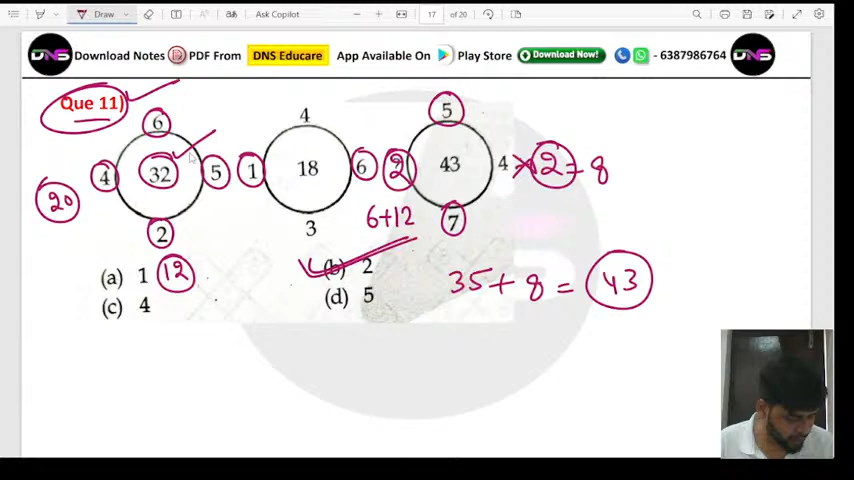 Draw
Ask Copilot
17 of 20
DNS Download Notes PDF From DNS Educare App Available On Play Store Download Now! - 6387986764 DNS
Que 11)
6 4 5
4 32 5 1 18 6 2 43 4 × 2 = 8
20
2 3 7
6+12
(a) 1 12 (b) 2
35 + 8 = 43
(c) 4 (d) 5